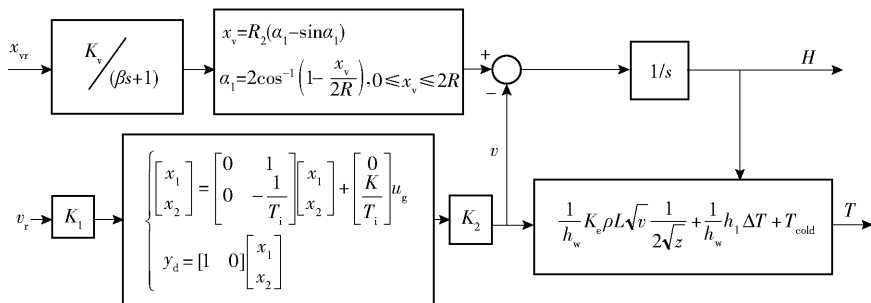 x_vr
K_v/(βs+1)
x_v=R_2(α_1−sinα_1)
α_1=2cos^{-1}(1−x_v/2R),0≤x_v≤2R
+
−
1/s
H
v
v_r
K_1
{[x_1 x_2]=[0 1 0 −1/T_i][x_1 x_2]+[0 K/T_i]u_g
y_d=[1 0][x_1 x_2]
K_2
1/h_w K_e ρL√v 1/2√z+1/h_w h_1 ΔT+T_cold
T